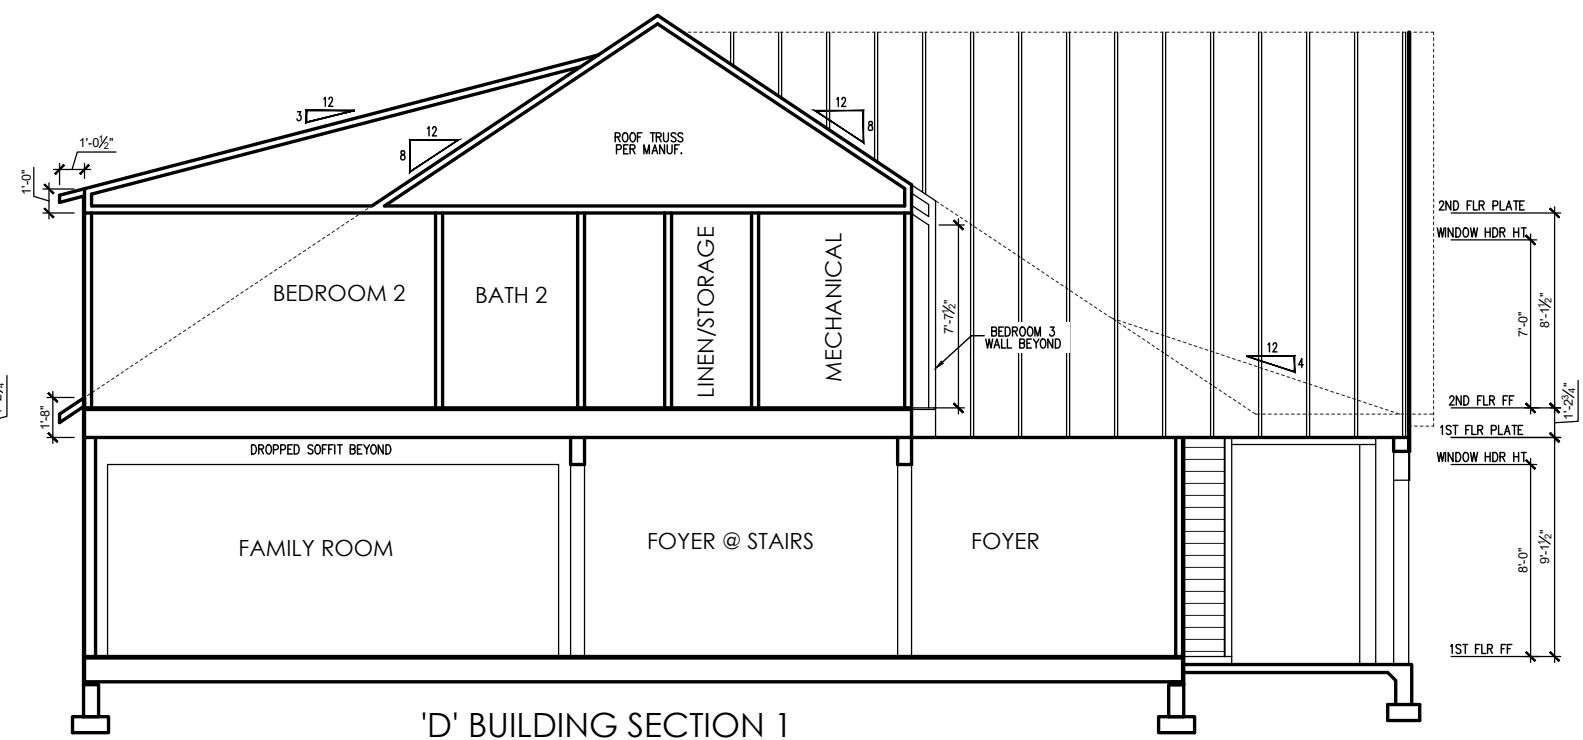 12
3
12
8
12
8
1'-0½"
1'-0"
ROOF TRUSS
PER MANUF.
2ND FLR PLATE
WINDOW HDR HT.
BEDROOM 2
BATH 2
LINEN/STORAGE
MECHANICAL
7'-7½"
BEDROOM 3
WALL BEYOND
7'-0"
8'-1½"
12
4
1'-8"
2ND FLR FF
1'-2¾"
1ST FLR PLATE
DROPPED SOFFIT BEYOND
WINDOW HDR HT.
FAMILY ROOM
FOYER @ STAIRS
FOYER
8'-0"
9'-1½"
1ST FLR FF
'D' BUILDING SECTION 1